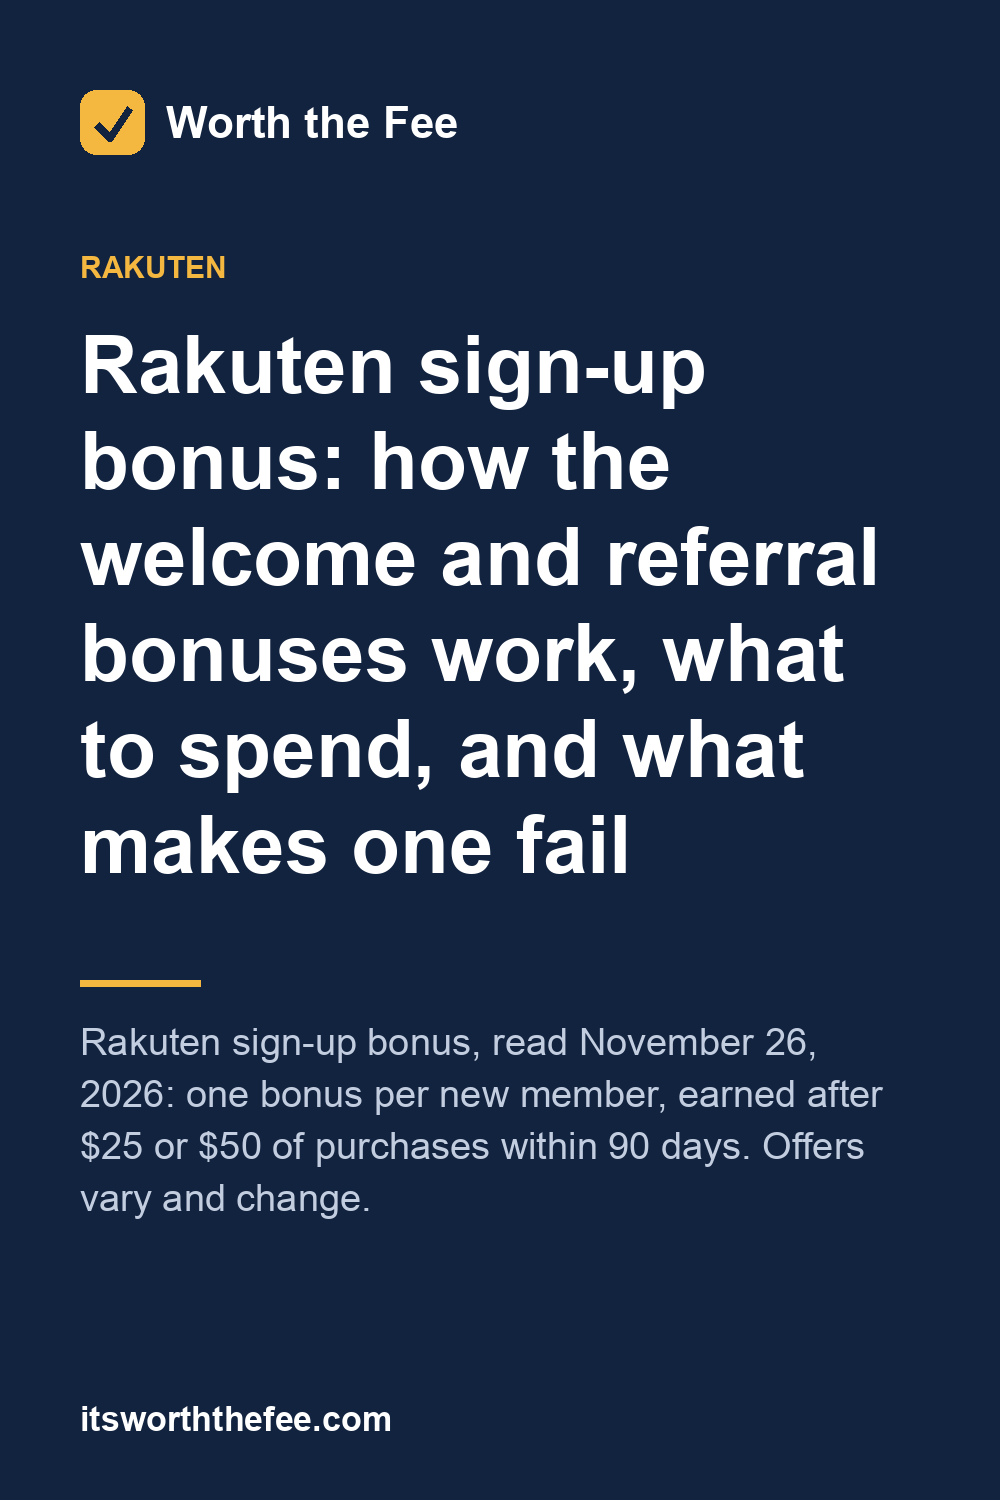 Worth the Fee
RAKUTEN
Rakuten sign-up
bonus: how the
welcome and referral
bonuses work, what
to spend, and what
makes one fail
Rakuten sign-up bonus, read November 26,
2026: one bonus per new member, earned after
$25 or $50 of purchases within 90 days. Offers
vary and change.
itsworththefee.com